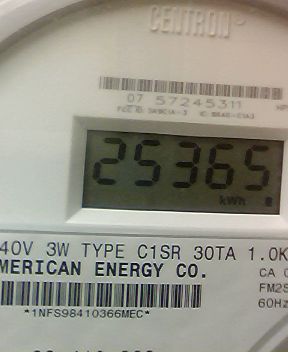 CENTRON®
07 57245311
25365
kWh
40V 3W TYPE C1SR 30TA 1.0K
MERICAN ENERGY CO.
CA
FM2S
60Hz
*1NFS98410366MEC*